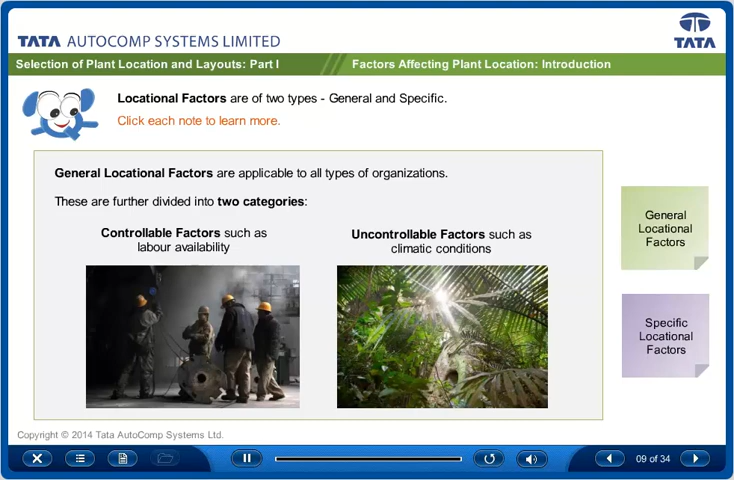 TATA AUTOCOMP SYSTEMS LIMITED
TATA
Selection of Plant Location and Layouts: Part I
Factors Affecting Plant Location: Introduction
Locational Factors are of two types - General and Specific.
Click each note to learn more.
General Locational Factors are applicable to all types of organizations.
These are further divided into two categories:
Controllable Factors such as
labour availability
Uncontrollable Factors such as
climatic conditions
General
Locational
Factors
Specific
Locational
Factors
Copyright © 2014 Tata AutoComp Systems Ltd.
09 of 34